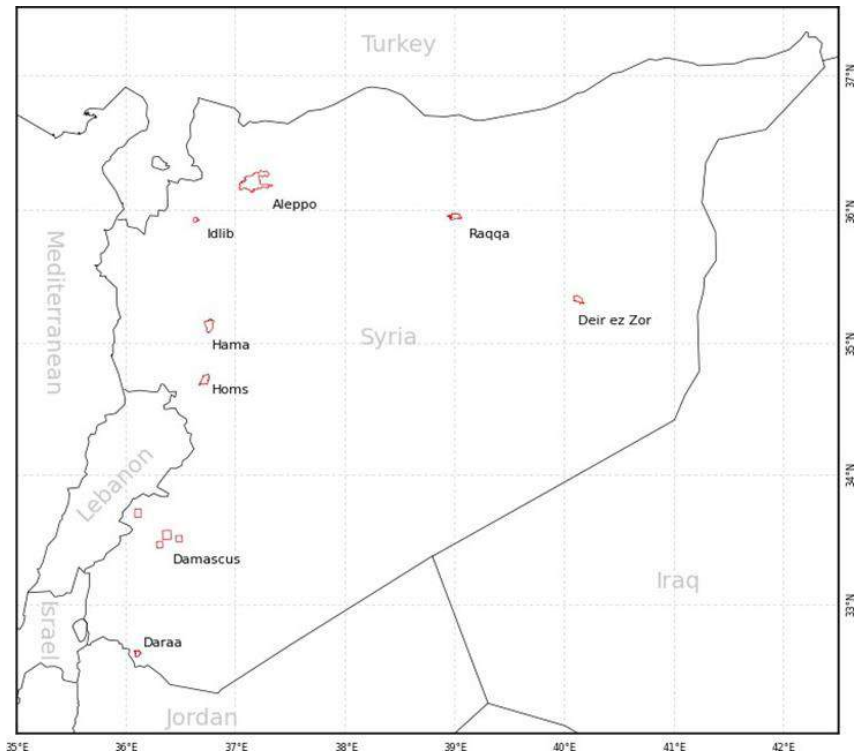 Turkey
37°N
Aleppo
36°N
Idlib
Raqqa
Mediterranean
Deir ez Zor
Syria
Hama
35°N
Homs
Lebanon
34°N
Damascus
Iraq
33°N
Israel
Daraa
Jordan
35°E 36°E 37°E 38°E 39°E 40°E 41°E 42°E